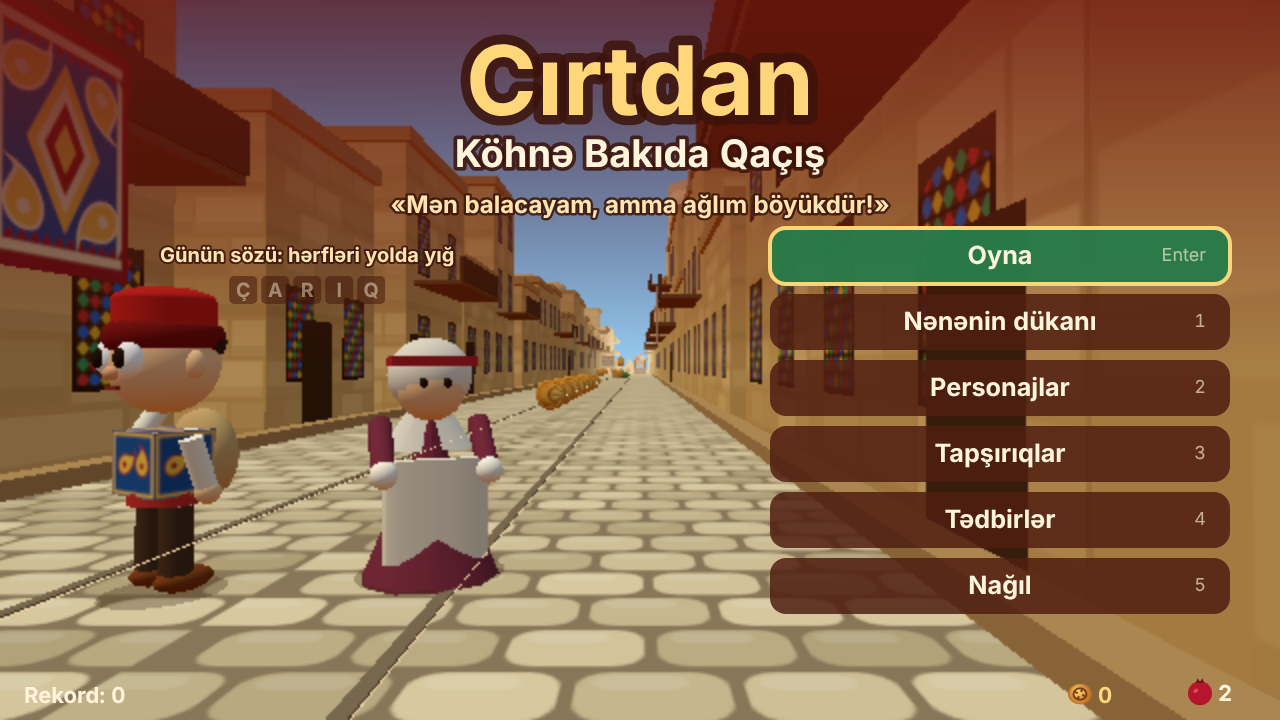 Cırtdan
Köhnə Bakıda Qaçış
«Mən balacayam, amma ağlım böyükdür!»
Günün sözü: hərfləri yolda yığ
Ç A R I Q
Oyna Enter
Nənənin dükanı 1
Personajlar 2
Tapşırıqlar 3
Tədbirlər 4
Nağıl 5
Rekord: 0
0
2